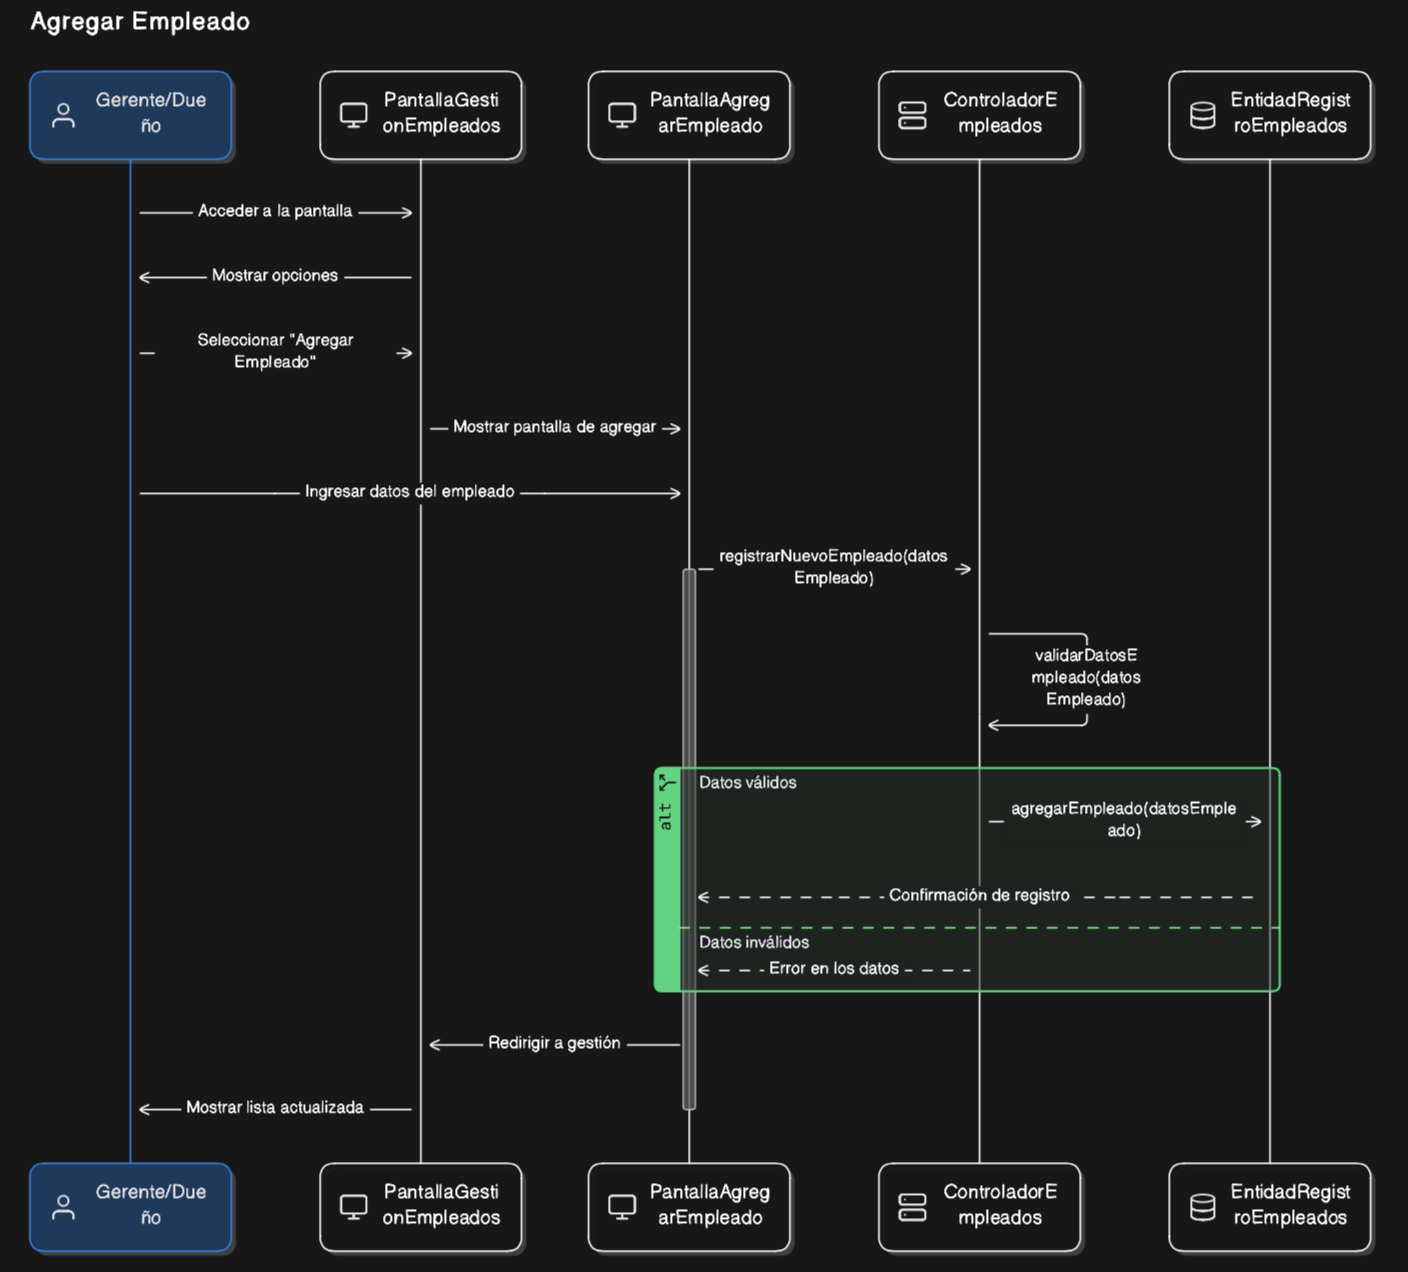 Agregar Empleado
Gerente/Due
ño
PantallaGesti
onEmpleados
PantallaAgreg
arEmpleado
ControladorE
mpleados
EntidadRegist
roEmpleados
Acceder a la pantalla
Mostrar opciones
Seleccionar "Agregar
Empleado"
Mostrar pantalla de agregar
Ingresar datos del empleado
registrarNuevoEmpleado(datos
Empleado)
validarDatosE
mpleado(datos
Empleado)
alt
Datos válidos
agregarEmpleado(datosEmple
ado)
Confirmación de registro
Datos inválidos
Error en los datos
Redirigir a gestión
Mostrar lista actualizada
Gerente/Due
ño
PantallaGesti
onEmpleados
PantallaAgreg
arEmpleado
ControladorE
mpleados
EntidadRegist
roEmpleados